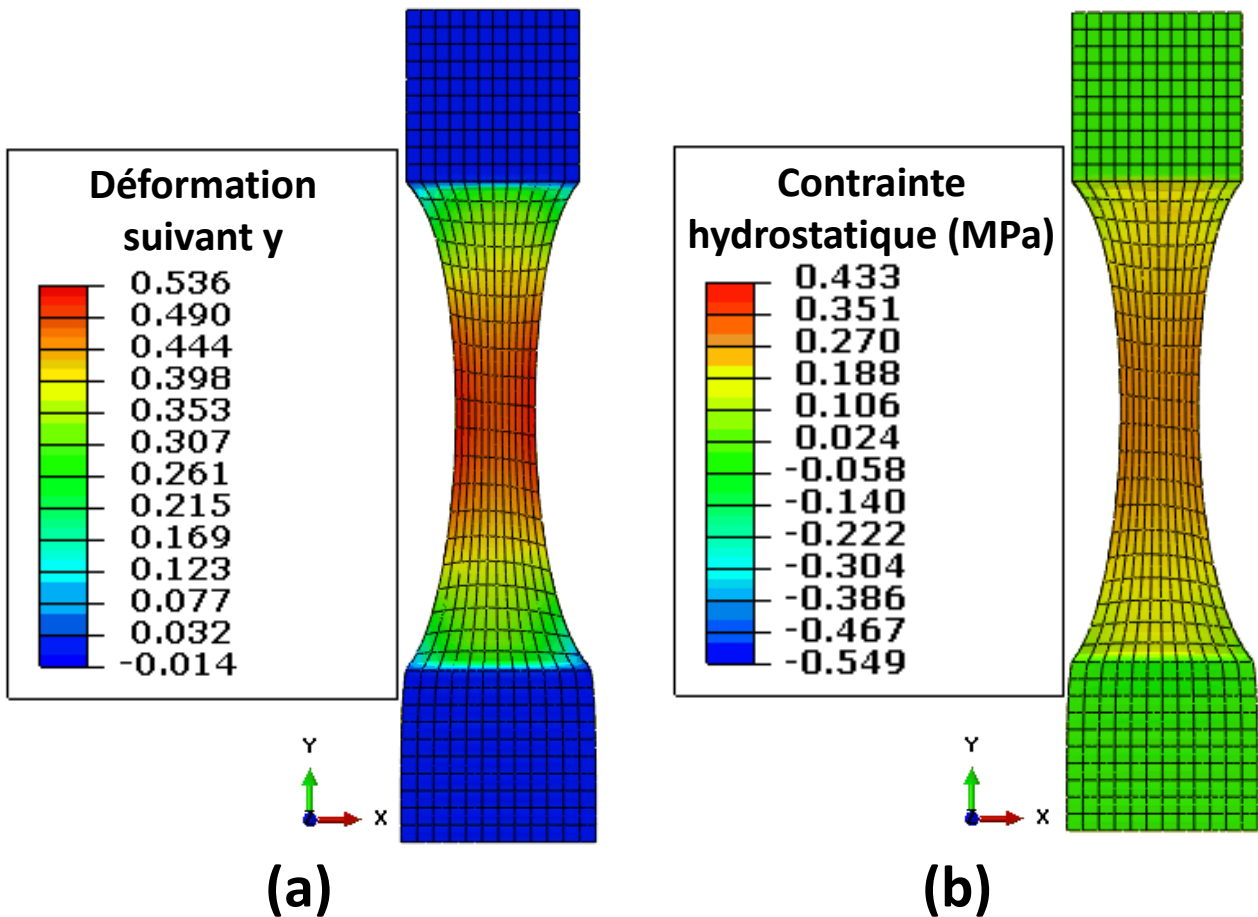 Déformation
suivant y
0.536
0.490
0.444
0.398
0.353
0.307
0.261
0.215
0.169
0.123
0.077
0.032
-0.014
Y
X
Z
(a)
Contrainte
hydrostatique (MPa)
0.433
0.351
0.270
0.188
0.106
0.024
-0.058
-0.140
-0.222
-0.304
-0.386
-0.467
-0.549
Y
X
Z
(b)